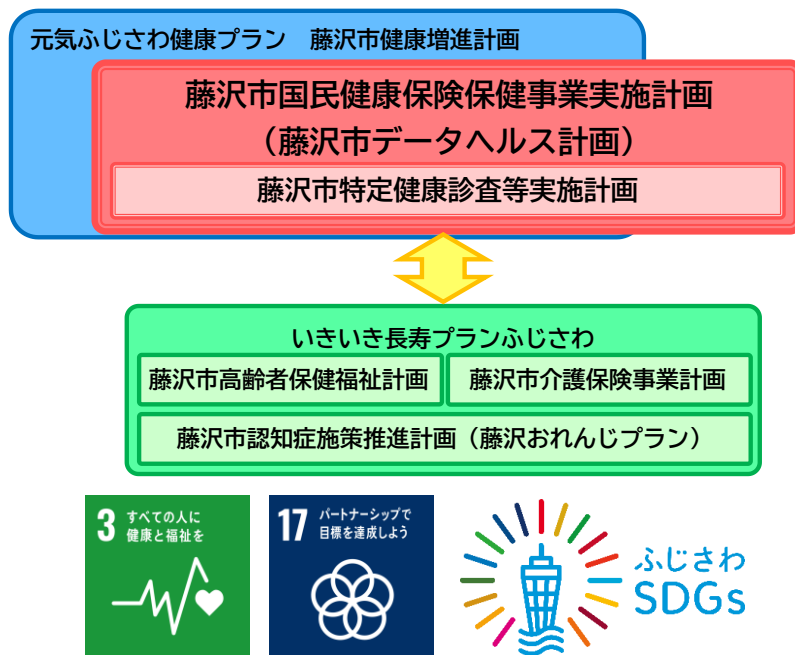 元気ふじさわ健康プラン　藤沢市健康増進計画
藤沢市国民健康保険保健事業実施計画
（藤沢市データヘルス計画）
藤沢市特定健康診査等実施計画
いきいき長寿プランふじさわ
藤沢市高齢者保健福祉計画
藤沢市介護保険事業計画
藤沢市認知症施策推進計画（藤沢おれんじプラン）
3 すべての人に
健康と福祉を
17 パートナーシップで
目標を達成しよう
ふじさわ
SDGs